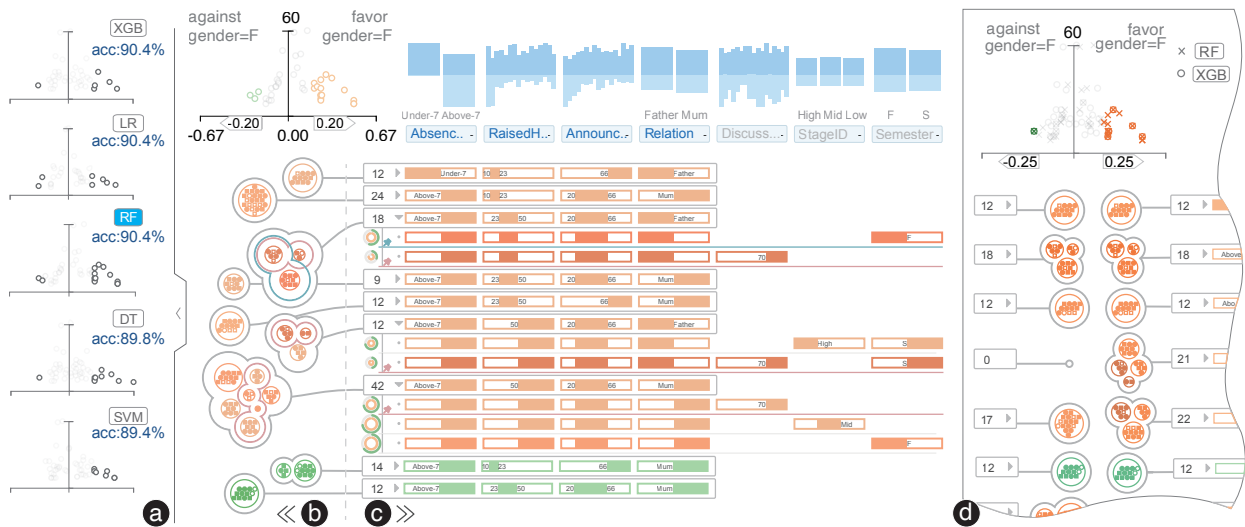 XGB
acc:90.4%
LR
acc:90.4%
RF
acc:90.4%
DT
acc:89.8%
SVM
acc:89.4%
a
against
gender=F
60
favor
gender=F
-0.67
-0.20
0.00
0.20
0.67
Under-7 Above-7
Father Mum
High Mid Low
F S
Absenc.. -
RaisedH.. -
Announc.. -
Relation -
Discuss... -
StageID -
Semester -
12 Under-7 10 23 66 Father
24 Above-7 10 23 20 66 Mum
18 Above-7 23 50 20 66 Father
F
70
9 Above-7 23 50 20 66 Mum
12 Above-7 23 50 66 Mum
12 Above-7 50 20 66 Father
High S
70 S
42 Above-7 50 20 66 Mum
70
Mid
F
14 Above-7 10 23 66 Mum
12 Above-7 23 50 20 66 Mum
b
c
against
gender=F
60
favor
gender=F
RF
XGB
-0.25
0.25
12 12
18 18 Above
12 12 Abo
0 21
17 22
12 12
d